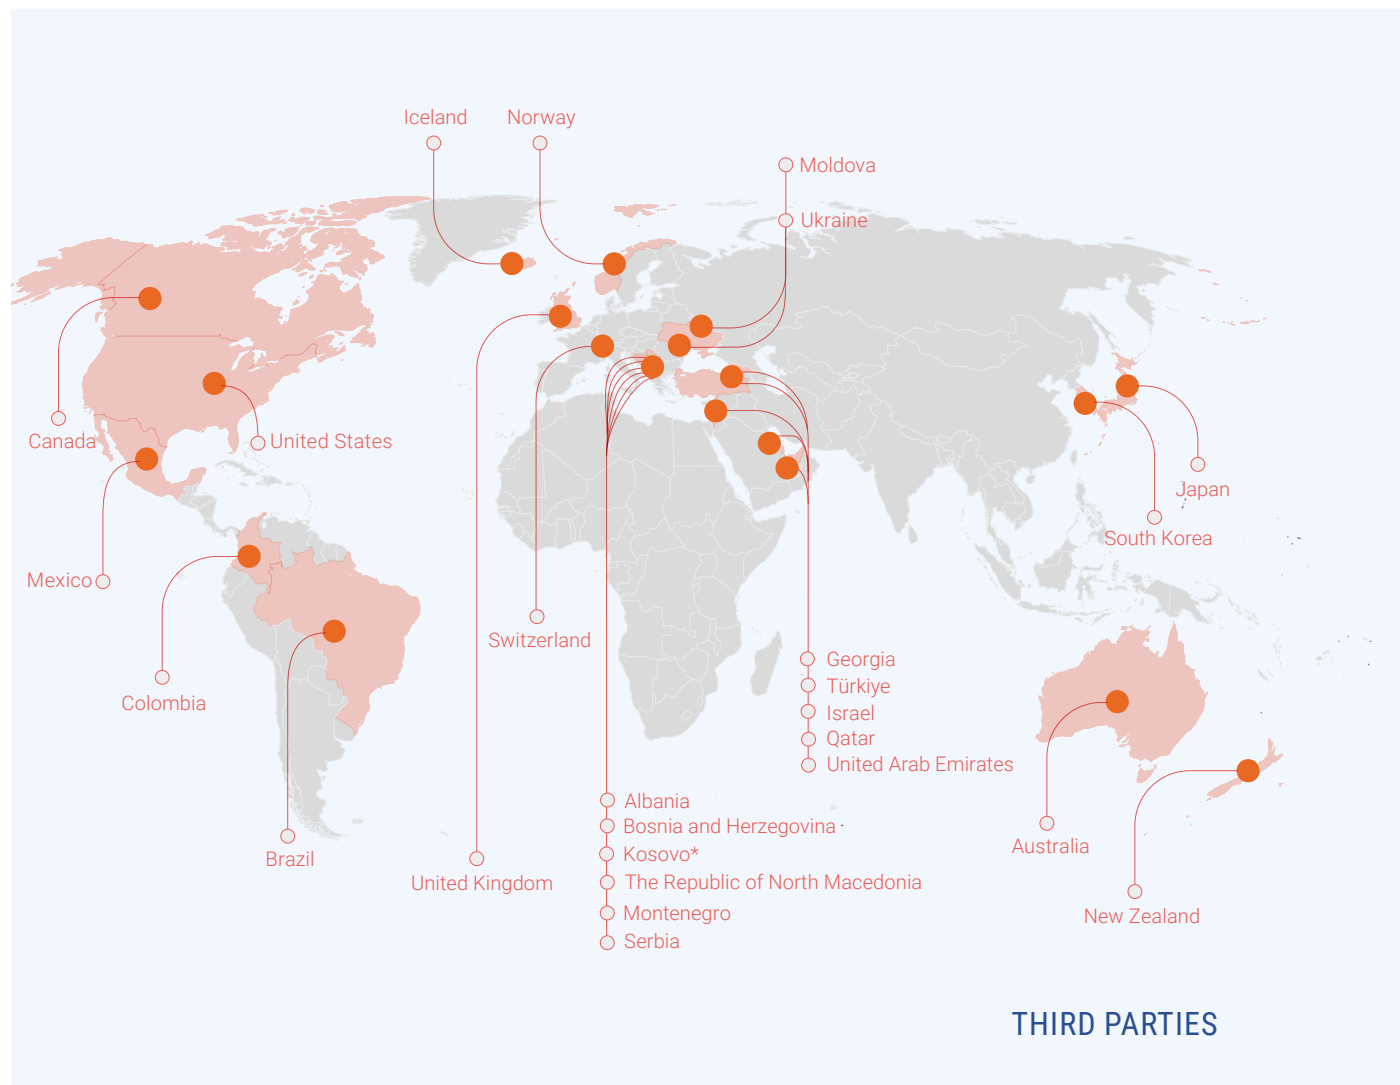 Iceland
Norway
Moldova
Ukraine
Canada
United States
Japan
South Korea
Mexico
Switzerland
Colombia
Georgia
Türkiye
Israel
Qatar
United Arab Emirates
Albania
Bosnia and Herzegovina
Kosovo*
The Republic of North Macedonia
Montenegro
Serbia
Brazil
United Kingdom
Australia
New Zealand
THIRD PARTIES